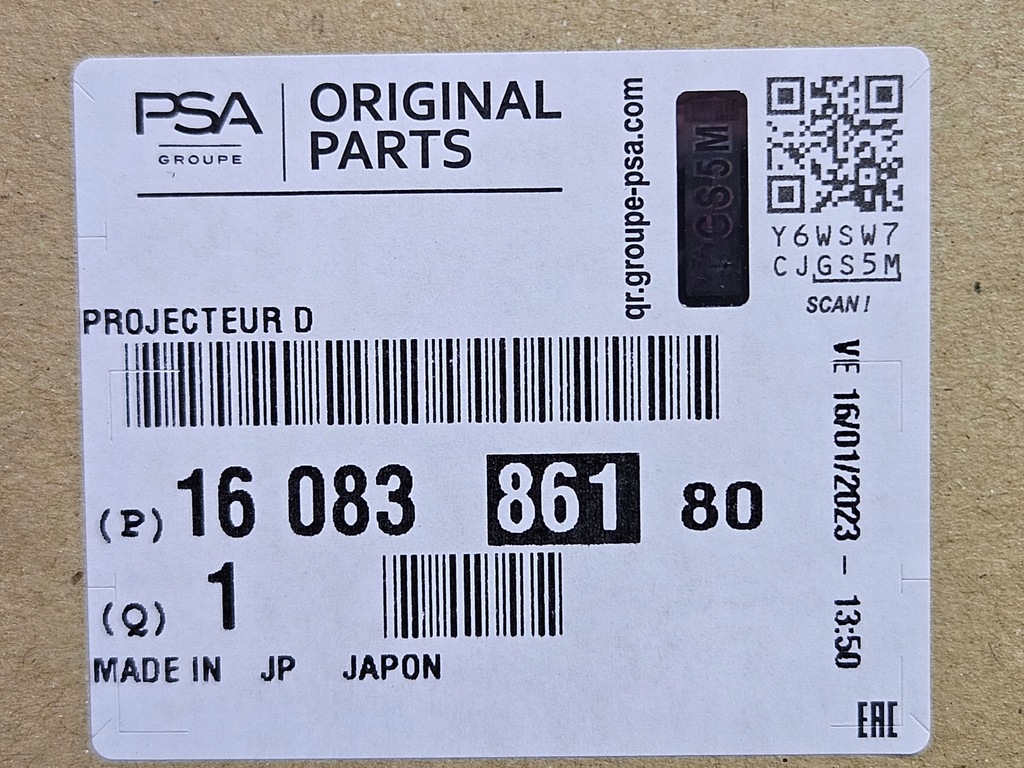 PSA
GROUPE
ORIGINAL
PARTS
qr.groupe-psa.com
GS5M
Y6WSW7
CJGS5M
SCAN!
PROJECTEUR D
(P) 16 083 861 80
(Q) 1
MADE IN JP JAPON
VE 16/01/2023 - 13:50
EAC